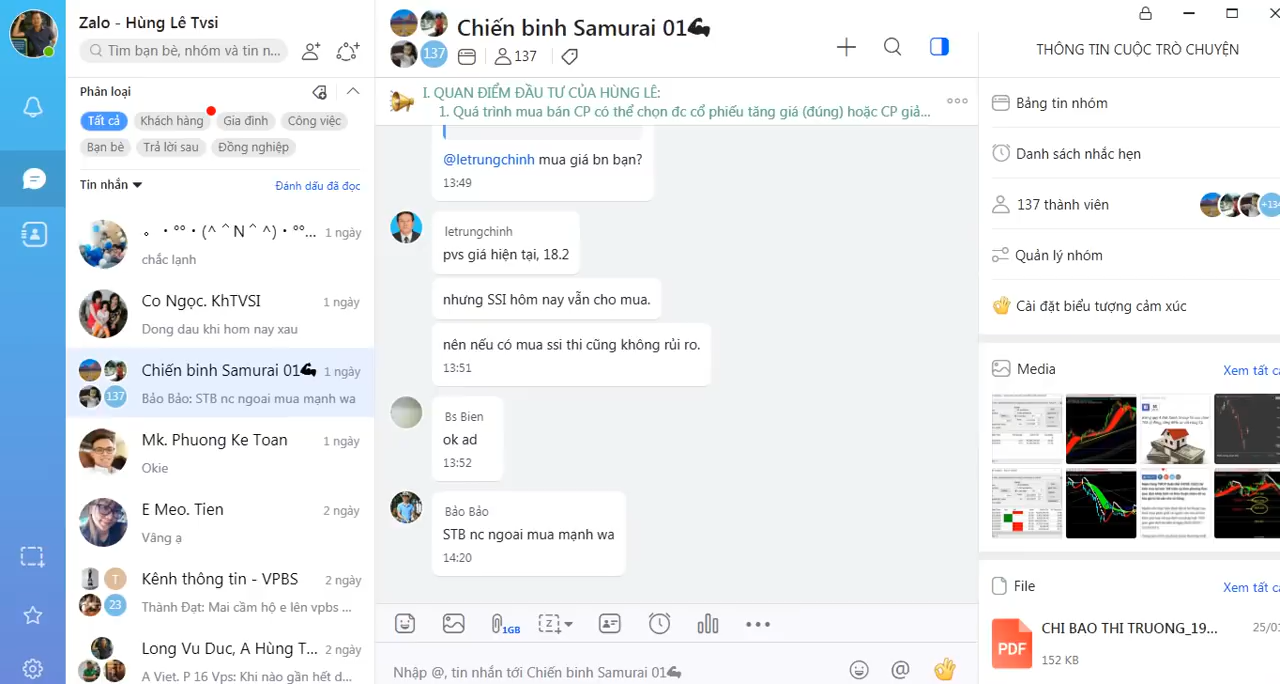 Zalo - Hùng Lê Tvsi
Tìm bạn bè, nhóm và tin n...
Phân loại
Tất cả
Khách hàng
Gia đình
Công việc
Bạn bè
Trả lời sau
Đồng nghiệp
Tin nhắn
Đánh dấu đã đọc
。・°°・(^＾N＾^)・°°...
1 ngày
chắc lạnh
Co Ngọc. KhTVSI
1 ngày
Dong dau khi hom nay xau
137
Chiến binh Samurai 01💪
1 ngày
Bảo Bảo: STB nc ngoai mua mạnh wa
Mk. Phuong Ke Toan
1 ngày
Okie
E Meo. Tien
2 ngày
Vâng ạ
T
23
Kênh thông tin - VPBS
2 ngày
Thành Đạt: Mai cầm hộ e lên vpbs ...
Long Vu Duc, A Hùng T...
2 ngày
A Viet. P 16 Vps: Khi nào gần hết d...
137
Chiến binh Samurai 01💪
137
I. QUAN ĐIỂM ĐẦU TƯ CỦA HÙNG LÊ:
1. Quá trình mua bán CP có thể chọn đc cổ phiếu tăng giá (đúng) hoặc CP giả...
@letrungchinh mua giá bn bạn?
13:49
letrungchinh
pvs giá hiện tại, 18.2
nhưng SSI hôm nay vẫn cho mua.
nên nếu có mua ssi thi cũng không rủi ro.
13:51
Bien
ok ad
13:52
Bảo Bảo
STB nc ngoai mua mạnh wa
14:20
1GB
Nhập @, tin nhắn tới Chiến binh Samurai 01💪
THÔNG TIN CUỘC TRÒ CHUYỆN
Bảng tin nhóm
Danh sách nhắc hẹn
137 thành viên
+134
Quản lý nhóm
Cài đặt biểu tượng cảm xúc
Media
Xem tất cả
File
Xem tất cả
PDF
CHI BAO THI TRUONG_19...
25/01
152 KB